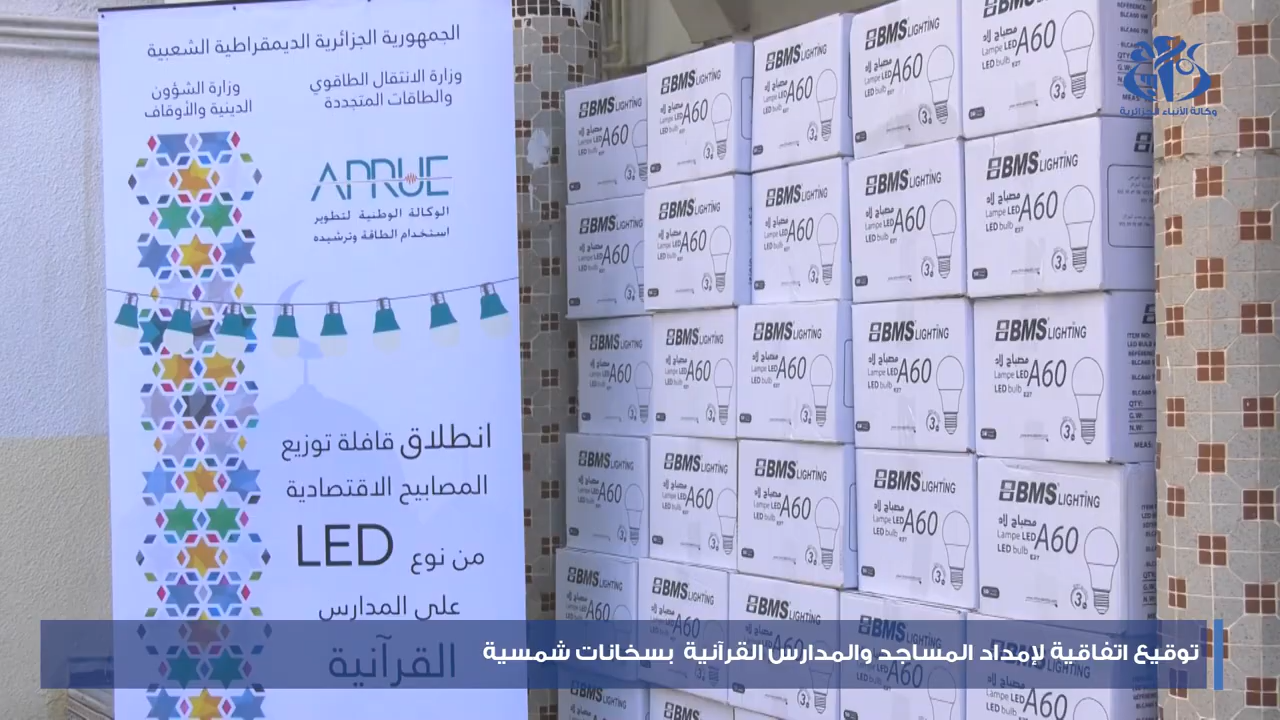 الجمهورية الجزائرية الديمقراطية الشعبية
وزارة الانتقال الطاقوي
والطاقات المتجددة
وزارة الشؤون
الدينية والأوقاف
APRUE
الوكالة الوطنية لتطوير
استخدام الطاقة وترشيده
انطلاق قافلة توزيع
المصابيح الاقتصادية
من نوع LED
على المدارس
القرآنية
BMS LIGHTING
مصباح لاد
Lampe LED A60
LED bulb E27
وكالة الأنباء الجزائرية
توقيع اتفاقية لإمداد المساجد والمدارس القرآنية بسخانات شمسية